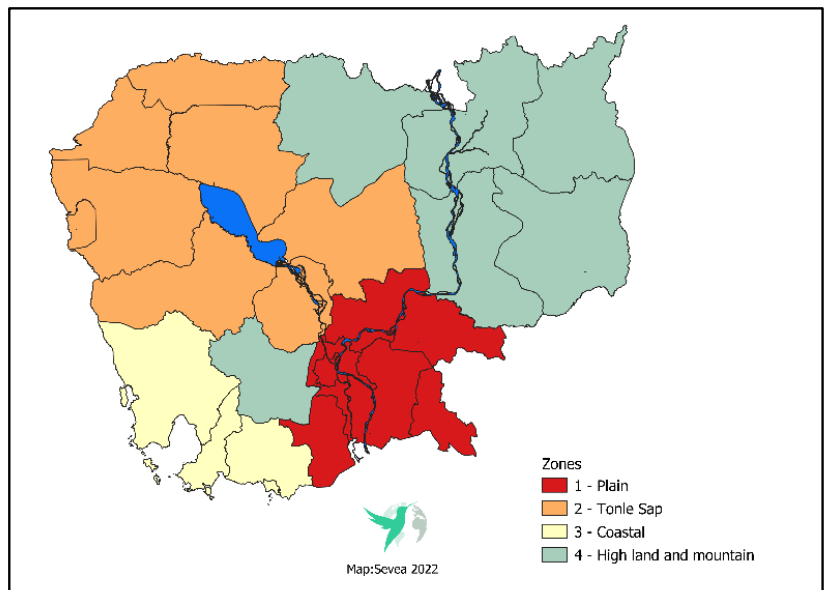 Zones
1 - Plain
2 - Tonle Sap
3 - Coastal
4 - High land and mountain
Map:Sevea 2022